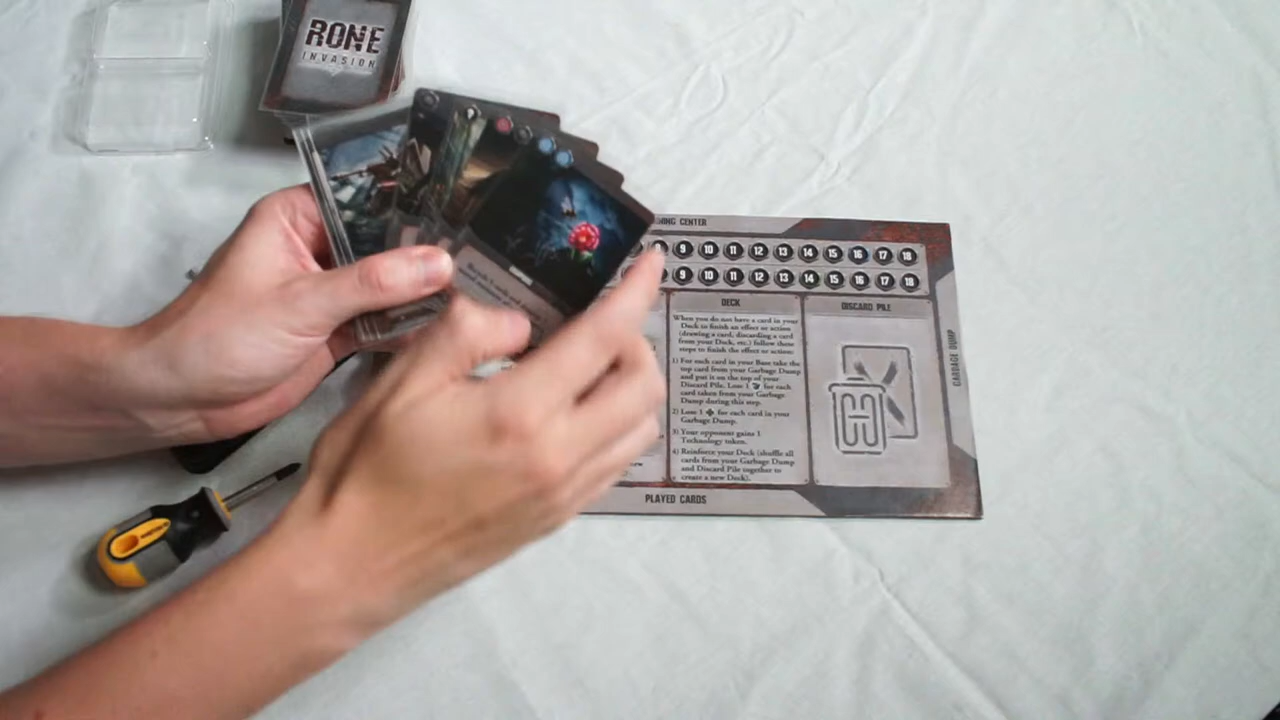 RONE
INVASION
NING CENTER
8 9 10 11 12 13 14 15 16 17 18
9 10 11 12 13 14 15 16 17 18
DECK
DISCARD PILE
When you do not have a card in your
Deck to finish an effect or action
(drawing a card, discarding a card
from your Deck, etc.) follow these
steps to finish the effect or action:
1) For each card in your Base take the
top card from your Garbage Dump
and put it on the top of your
Discard Pile. Lose 1 for each
card taken from your Garbage
Dump during this step.
2) Lose 1 for each card in your
Garbage Dump.
3) Your opponent gains 1
Technology token.
4) Reinforce your Deck (shuffle all
cards from your Garbage Dump
and Discard Pile together to
create a new Deck).
GARBAGE DUMP
PLAYED CARDS